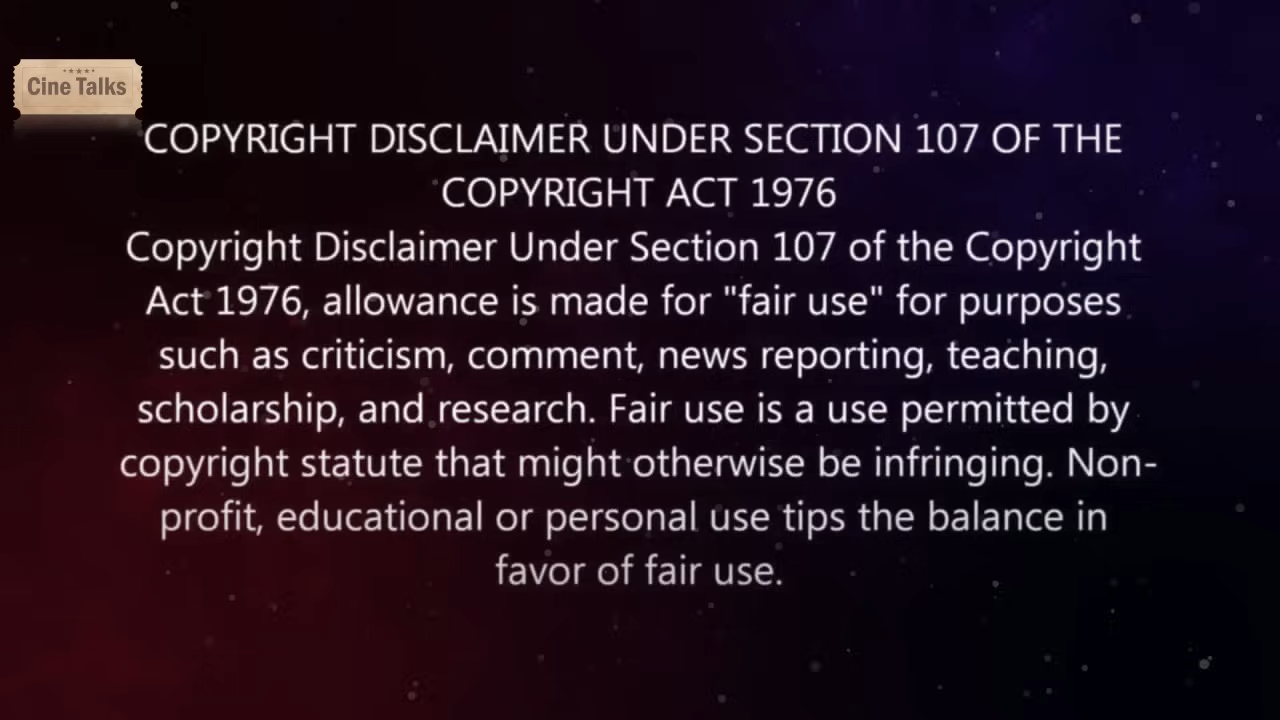 Cine Talks
COPYRIGHT DISCLAIMER UNDER SECTION 107 OF THE
COPYRIGHT ACT 1976
Copyright Disclaimer Under Section 107 of the Copyright
Act 1976, allowance is made for "fair use" for purposes
such as criticism, comment, news reporting, teaching,
scholarship, and research. Fair use is a use permitted by
copyright statute that might otherwise be infringing. Non-
profit, educational or personal use tips the balance in
favor of fair use.